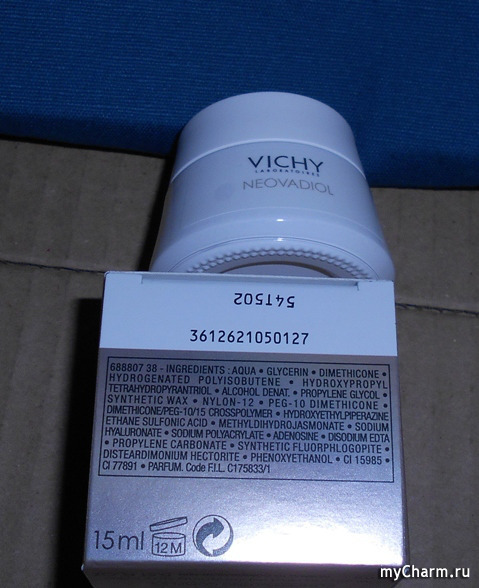 VICHY
LABORATOIRES
NEOVADIOL
54T502
3612621050127
688807 38 - INGREDIENTS : AQUA • GLYCERIN • DIMETHICONE •
HYDROGENATED POLYISOBUTENE • HYDROXYPROPYL
TETRAHYDROPYRANTRIOL • ALCOHOL DENAT. • PROPYLENE GLYCOL •
SYNTHETIC WAX • NYLON-12 • PEG-10 DIMETHICONE •
DIMETHICONE/PEG-10/15 CROSSPOLYMER • HYDROXYETHYLPIPERAZINE
ETHANE SULFONIC ACID • METHYLDIHYDROJASMONATE • SODIUM
HYALURONATE • SODIUM POLYACRYLATE • ADENOSINE • DISODIUM EDTA
• PROPYLENE CARBONATE • SYNTHETIC FLUORPHLOGOPITE •
DISTEARDIMONIUM HECTORITE • PHENOXYETHANOL • CI 15985 •
CI 77891 • PARFUM. Code F.I.L. C175833/1
15ml 12M
myCharm.ru